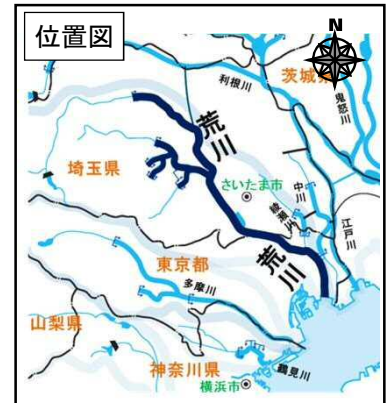 位置図
N
利根川
茨城県
鬼怒川
荒川
埼玉県
さいたま市
中川
綾瀬川
江戸川
荒川
東京都
多摩川
山梨県
神奈川県
鶴見川
横浜市